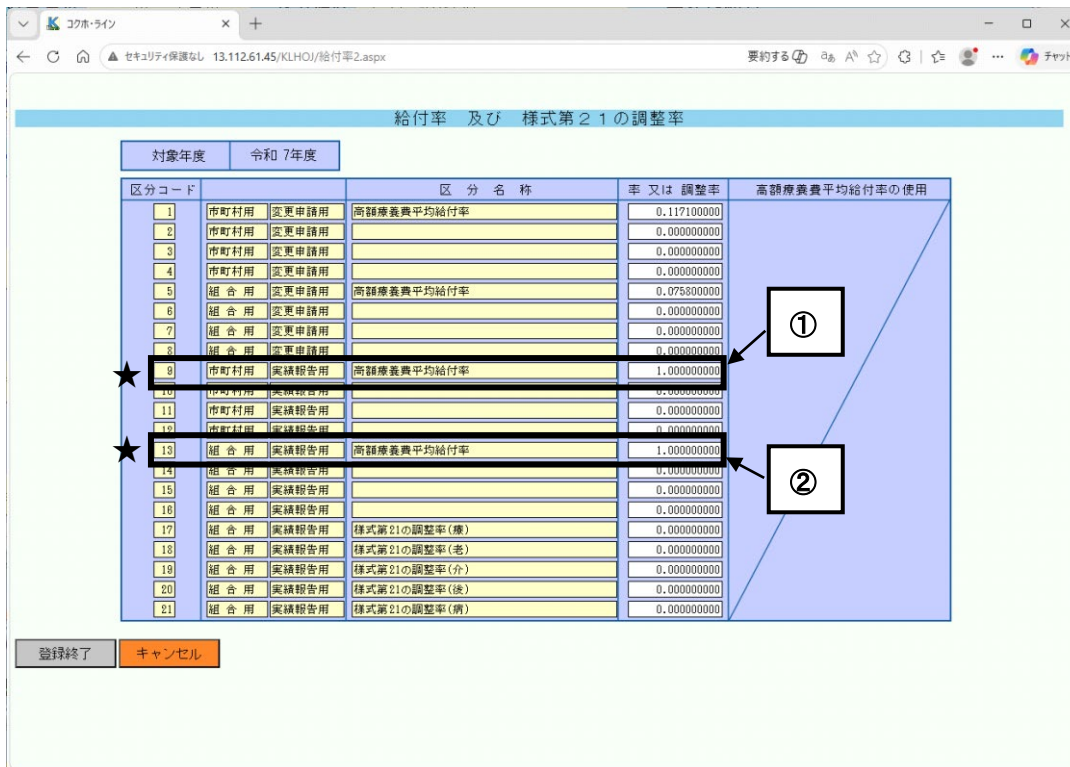 コクホ・ライン
セキュリティ保護なし 13.112.61.45/KLHOJ/給付率2.aspx 要約する チャット
給付率 及び 様式第21の調整率
対象年度 令和 7年度
区分コード 区分名称 率 又は 調整率 高額療養費平均給付率の使用
1 市町村用 変更申請用 高額療養費平均給付率 0.117100000
2 市町村用 変更申請用 0.000000000
3 市町村用 変更申請用 0.000000000
4 市町村用 変更申請用 0.000000000
5 組合用 変更申請用 高額療養費平均給付率 0.075800000
6 組合用 変更申請用 0.000000000
7 組合用 変更申請用 0.000000000
8 組合用 変更申請用 0.000000000
①
★ 9 市町村用 実績報告用 高額療養費平均給付率 1.000000000
10 市町村用 実績報告用 0.000000000
11 市町村用 実績報告用 0.000000000
12 市町村用 実績報告用 0.000000000
★ 13 組合用 実績報告用 高額療養費平均給付率 1.000000000
②
14 組合用 実績報告用 0.000000000
15 組合用 実績報告用 0.000000000
16 組合用 実績報告用 0.000000000
17 組合用 実績報告用 様式第21の調整率(療) 0.000000000
18 組合用 実績報告用 様式第21の調整率(老) 0.000000000
19 組合用 実績報告用 様式第21の調整率(介) 0.000000000
20 組合用 実績報告用 様式第21の調整率(後) 0.000000000
21 組合用 実績報告用 様式第21の調整率(病) 0.000000000
登録終了 キャンセル